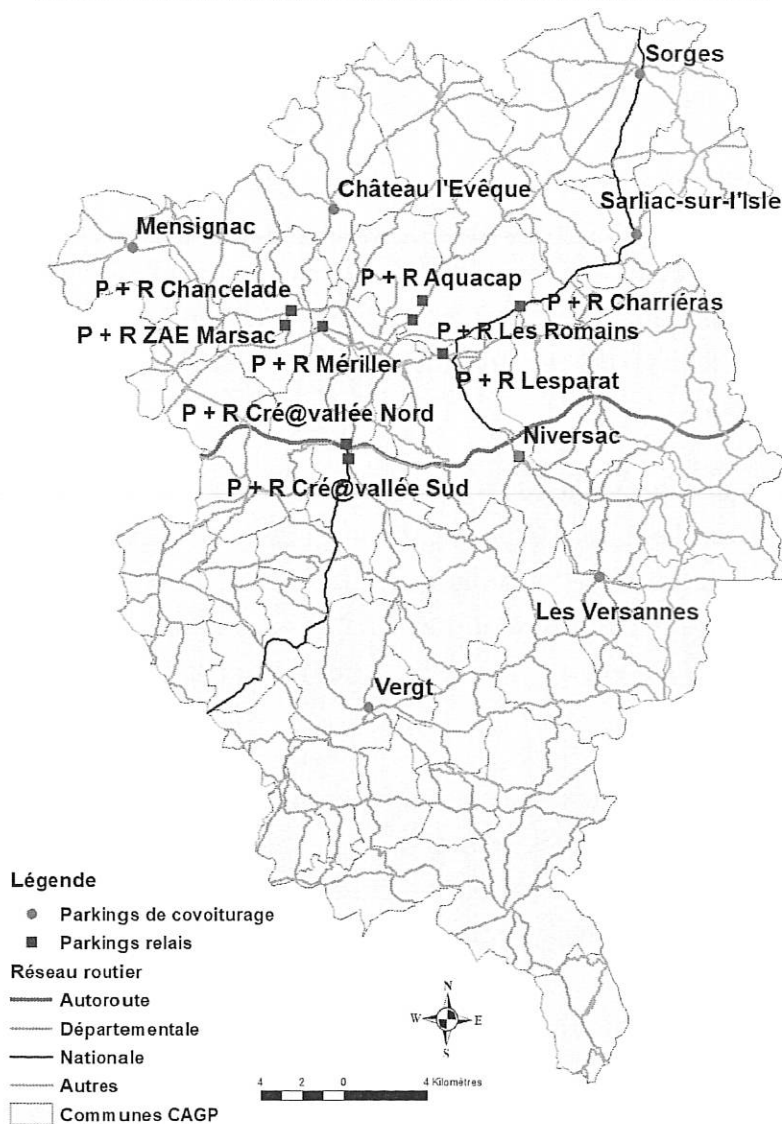 Sorges
Château l'Evêque
Sarliac-sur-l'Isle
Mensignac
P + R Aquacap
P + R Chancelade
P + R Charriéras
P + R ZAE Marsac
P + R Les Romains
P + R Mériller
P + R Lesparat
P + R Cré@vallée Nord
Niversac
P + R Cré@vallée Sud
Les Versannes
Vergt
Légende
Parkings de covoiturage
Parkings relais
Réseau routier
Autoroute
Départementale
Nationale
Autres
Communes CAGP
N
W E
S
4 2 0 4 Kilomètres